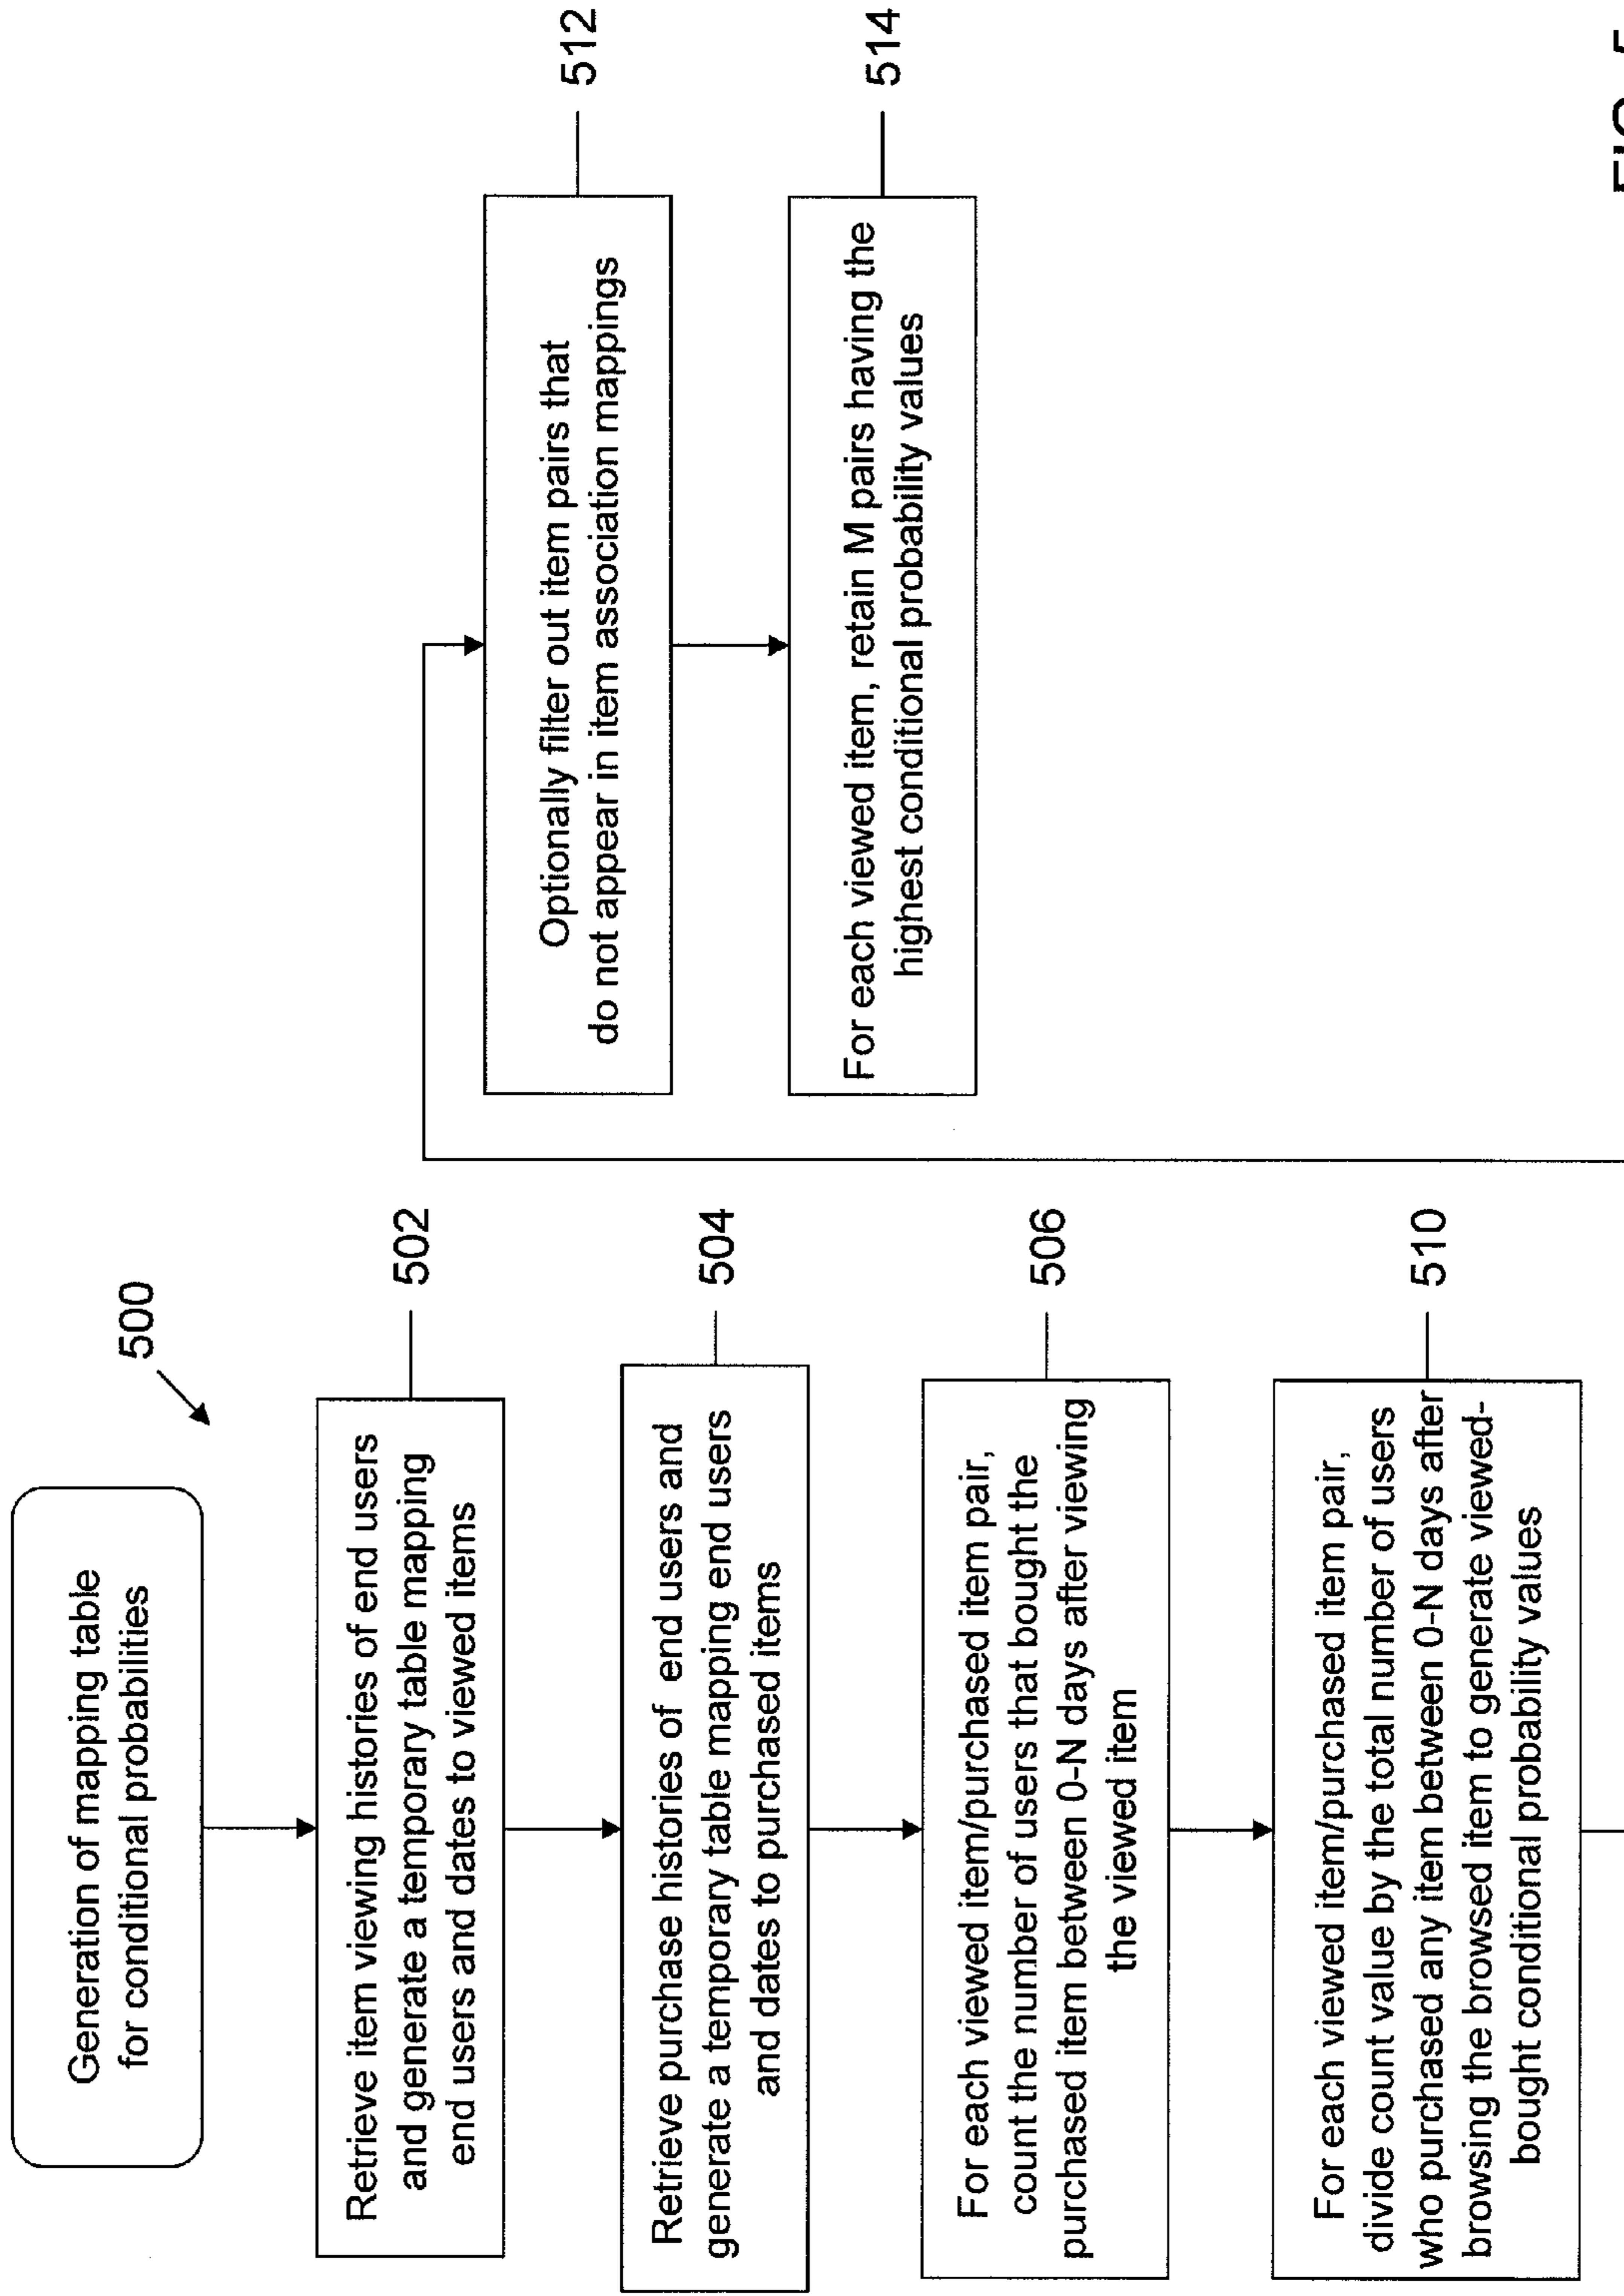 500
Generation of mapping table
for conditional probabilities
Retrieve item viewing histories of end users
and generate a temporary table mapping
end users and dates to viewed items
502
Retrieve purchase histories of end users and
generate a temporary table mapping end users
and dates to purchased items
504
For each viewed item/purchased item pair,
count the number of users that bought the
purchased item between 0-N days after viewing
the viewed item
506
For each viewed item/purchased item pair,
divide count value by the total number of users
who purchased any item between 0-N days after
browsing the browsed item to generate viewed-
bought conditional probability values
510
Optionally filter out item pairs that
do not appear in item association mappings
512
For each viewed item, retain M pairs having the
highest conditional probability values
514